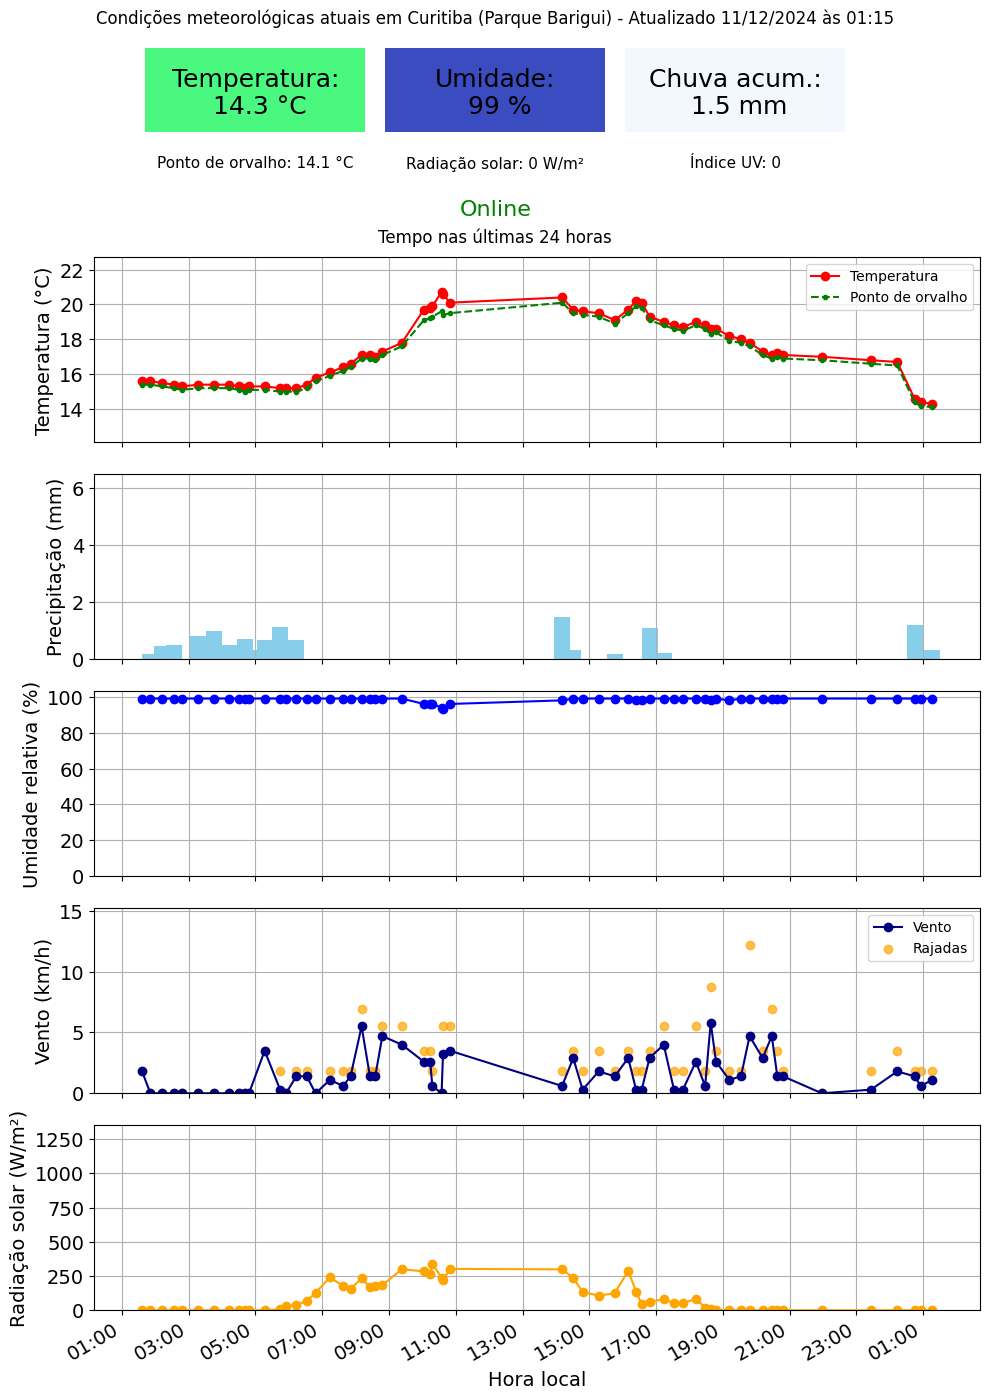 Condições meteorológicas atuais em Curitiba (Parque Barigui) - Atualizado 11/12/2024 às 01:15
Temperatura:
14.3 °C
Umidade:
99 %
Chuva acum.:
1.5 mm
Ponto de orvalho: 14.1 °C
Radiação solar: 0 W/m²
Índice UV: 0
Online
Tempo nas últimas 24 horas
Temperatura (°C)
22
20
18
16
14
Temperatura
Ponto de orvalho
Precipitação (mm)
6
4
2
0
Umidade relativa (%)
100
80
60
40
20
0
Vento (km/h)
15
10
5
0
Vento
Rajadas
Radiação solar (W/m²)
1250
1000
750
500
250
0
01:00 03:00 05:00 07:00 09:00 11:00 13:00 15:00 17:00 19:00 21:00 23:00 01:00
Hora local